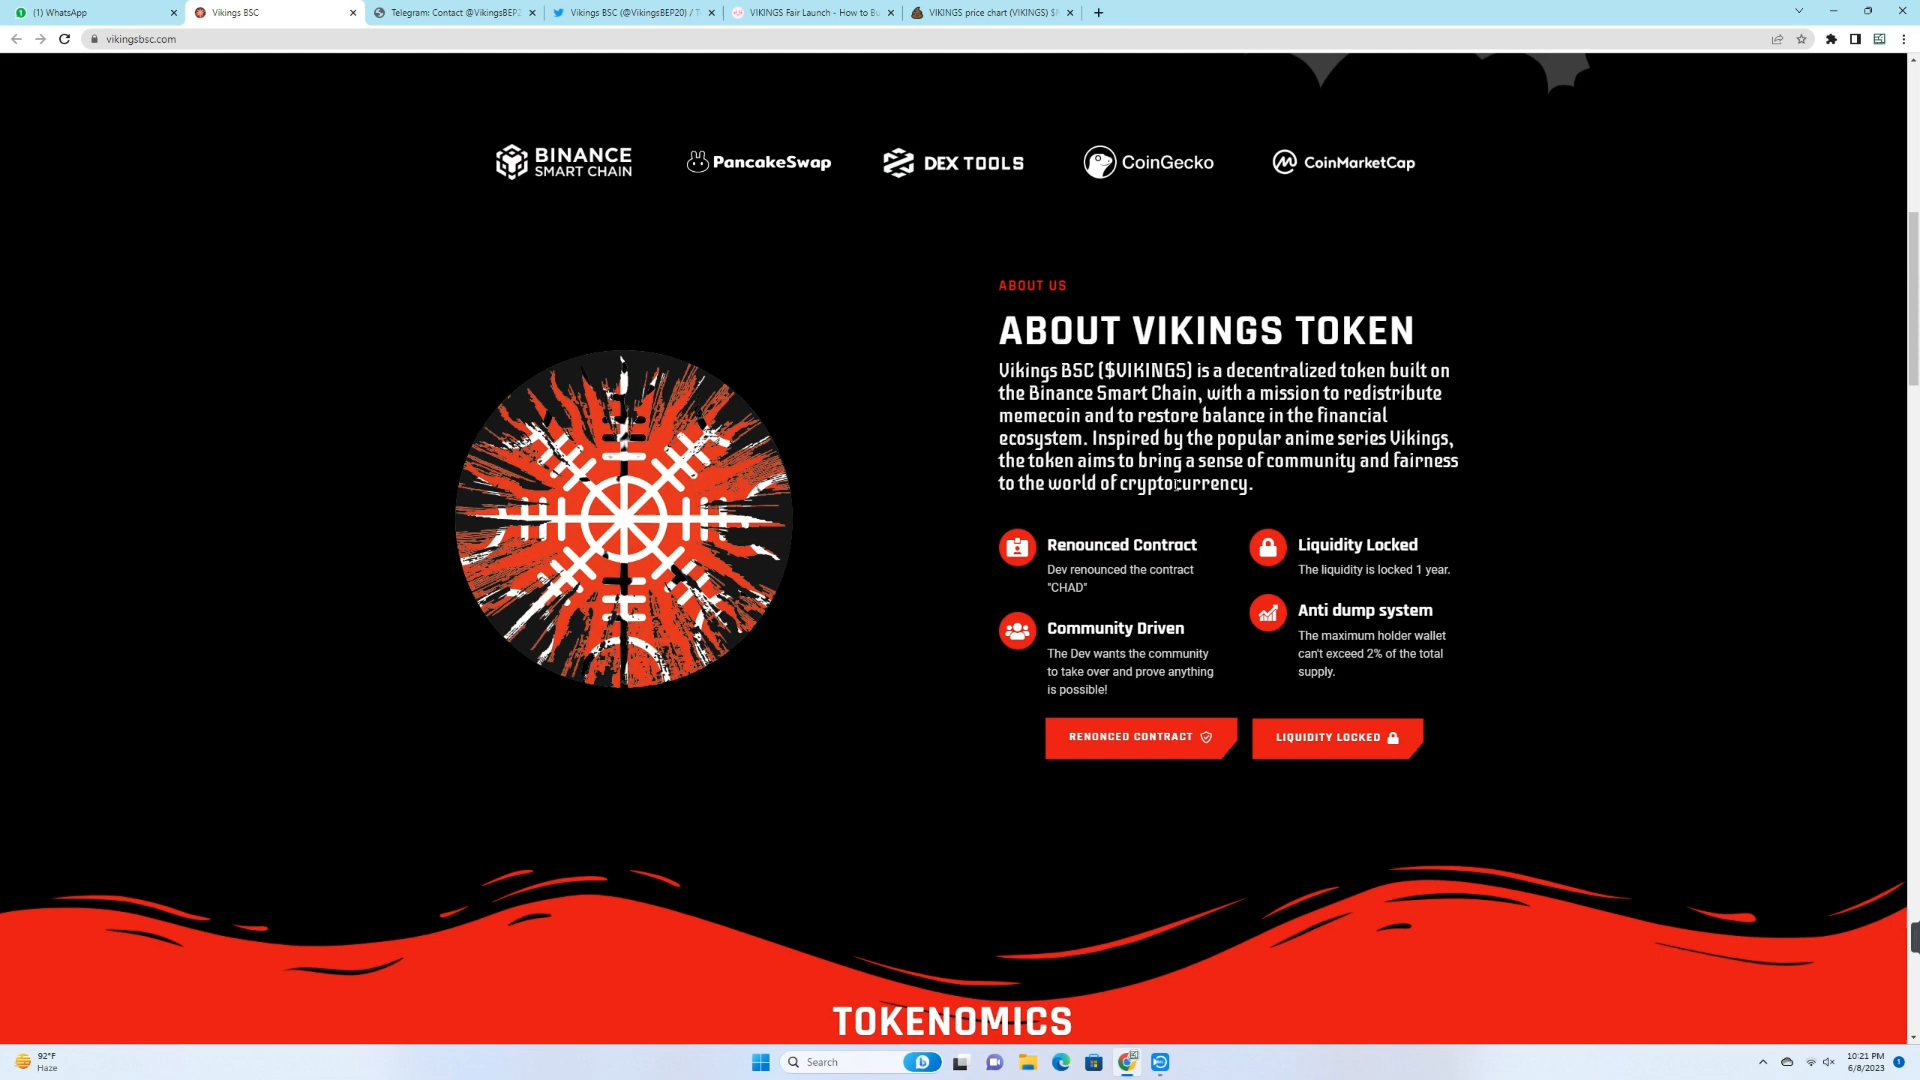 (1) WhatsApp
Vikings BSC
Telegram: Contact @VikingsBEP2
Vikings BSC (@VikingsBEP20) / T
VIKINGS Fair Launch - How to Bu
VIKINGS price chart (VIKINGS) $
vikingsbsc.com
BINANCE
SMART CHAIN
PancakeSwap
DEX TOOLS
CoinGecko
CoinMarketCap
ABOUT US
ABOUT VIKINGS TOKEN
Vikings BSC ($VIKINGS) is a decentralized token built on
the Binance Smart Chain, with a mission to redistribute
memecoin and to restore balance in the financial
ecosystem. Inspired by the popular anime series Vikings,
the token aims to bring a sense of community and fairness
to the world of cryptocurrency.
Renounced Contract
Dev renounced the contract
"CHAD"
Liquidity Locked
The liquidity is locked 1 year.
Community Driven
The Dev wants the community
to take over and prove anything
is possible!
Anti dump system
The maximum holder wallet
can't exceed 2% of the total
supply.
RENONCED CONTRACT
LIQUIDITY LOCKED
TOKENOMICS
92°F
Haze
Search
10:21 PM
6/8/2023
1